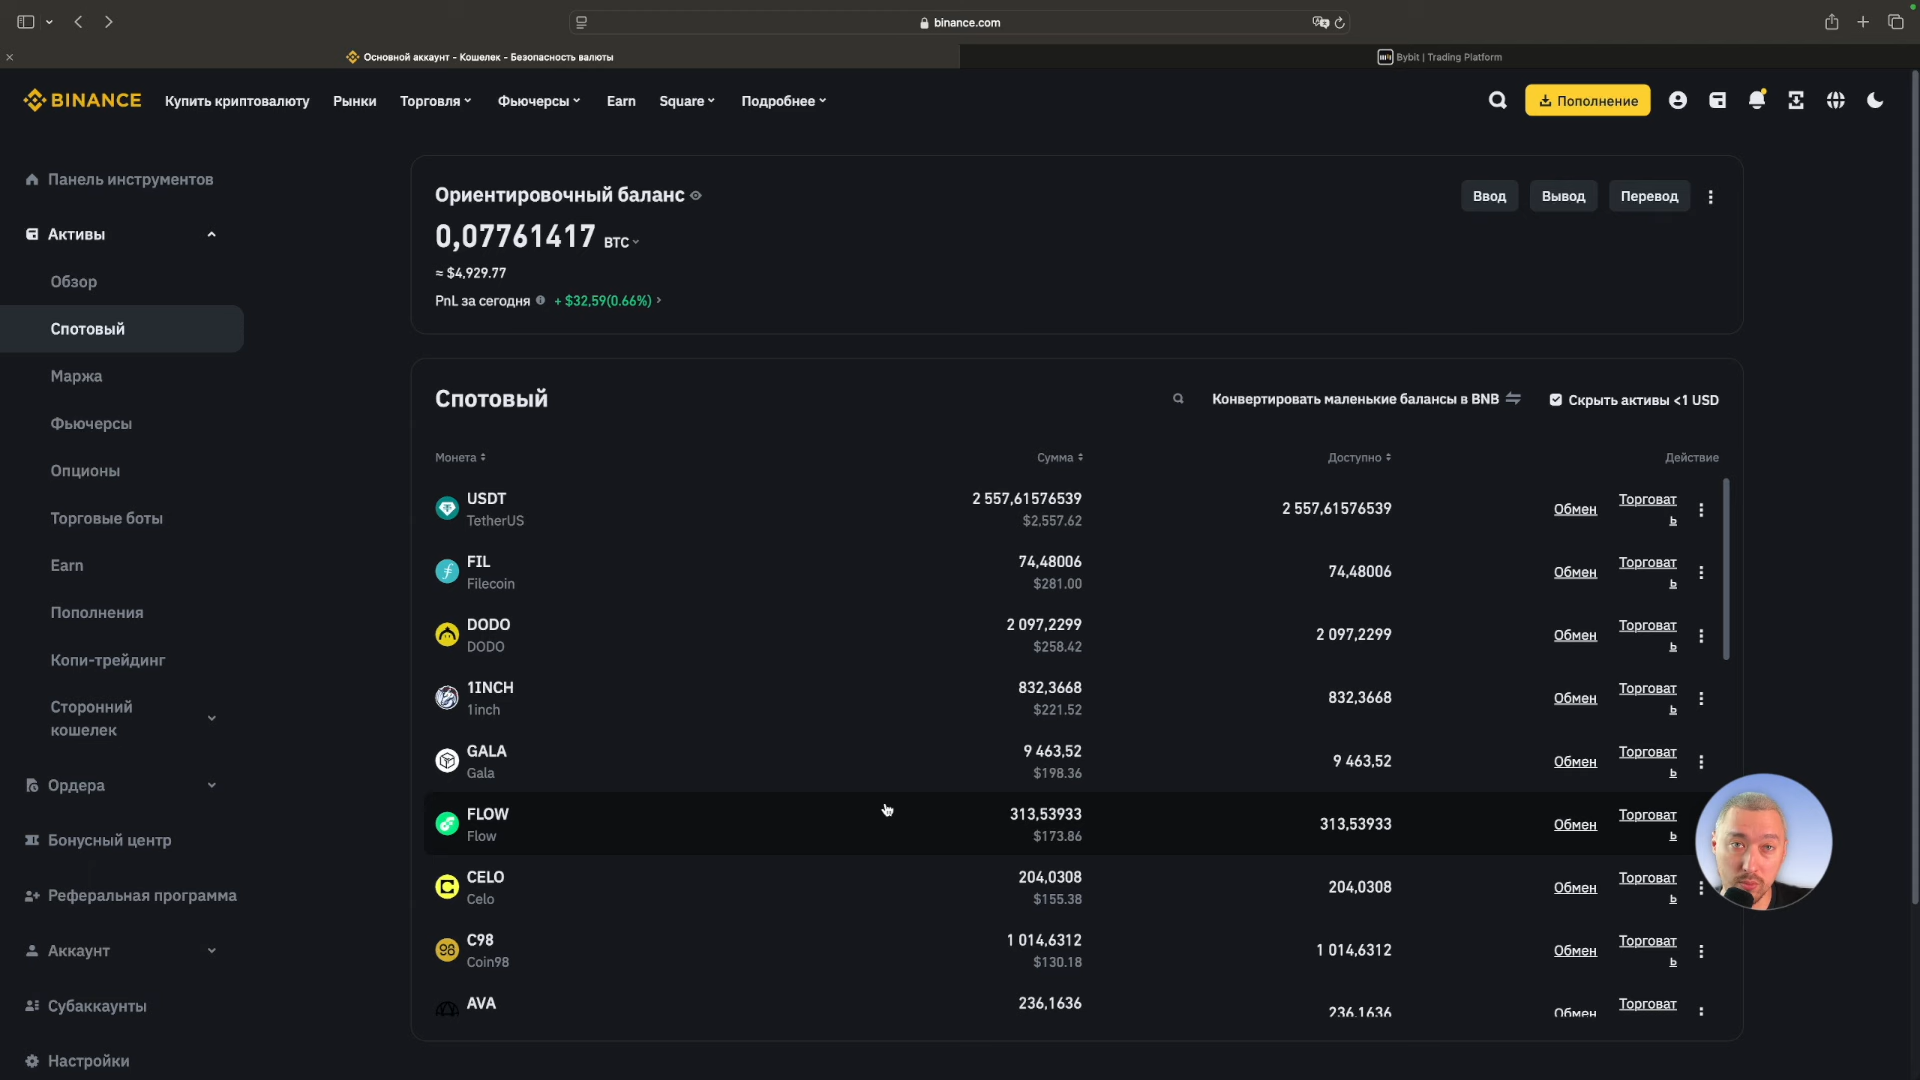 binance.com
Основной аккаунт - Кошелек - Безопасность валюты
Bybit | Trading Platform
BINANCE
Купить криптовалюту
Рынки
Торговля
Фьючерсы
Earn
Square
Подробнее
Пополнение
Панель инструментов
Активы
Обзор
Спотовый
Маржа
Фьючерсы
Опционы
Торговые боты
Earn
Пополнения
Копи-трейдинг
Сторонний
кошелек
Ордера
Бонусный центр
Реферальная программа
Аккаунт
Субаккаунты
Настройки
Ориентировочный баланс
Ввод
Вывод
Перевод
0,07761417 BTC
≈ $4,929.77
PnL за сегодня + $32,59(0.66%)
Спотовый
Конвертировать маленькие балансы в BNB
Скрыть активы <1 USD
Монета
Сумма
Доступно
Действие
USDT
TetherUS
2 557,61576539
$2,557.62
2 557,61576539
Обмен
Торговат
ь
FIL
Filecoin
74,48006
$281.00
74,48006
Обмен
Торговат
ь
DODO
DODO
2 097,2299
$258.42
2 097,2299
Обмен
Торговат
ь
1INCH
1inch
832,3668
$221.52
832,3668
Обмен
Торговат
ь
GALA
Gala
9 463,52
$198.36
9 463,52
Обмен
Торговат
ь
FLOW
Flow
313,53933
$173.86
313,53933
Обмен
Торговат
ь
CELO
Celo
204,0308
$155.38
204,0308
Обмен
Торговат
ь
C98
Coin98
1 014,6312
$130.18
1 014,6312
Обмен
Торговат
ь
AVA
236,1636
236,1636
Обмен
Торговат